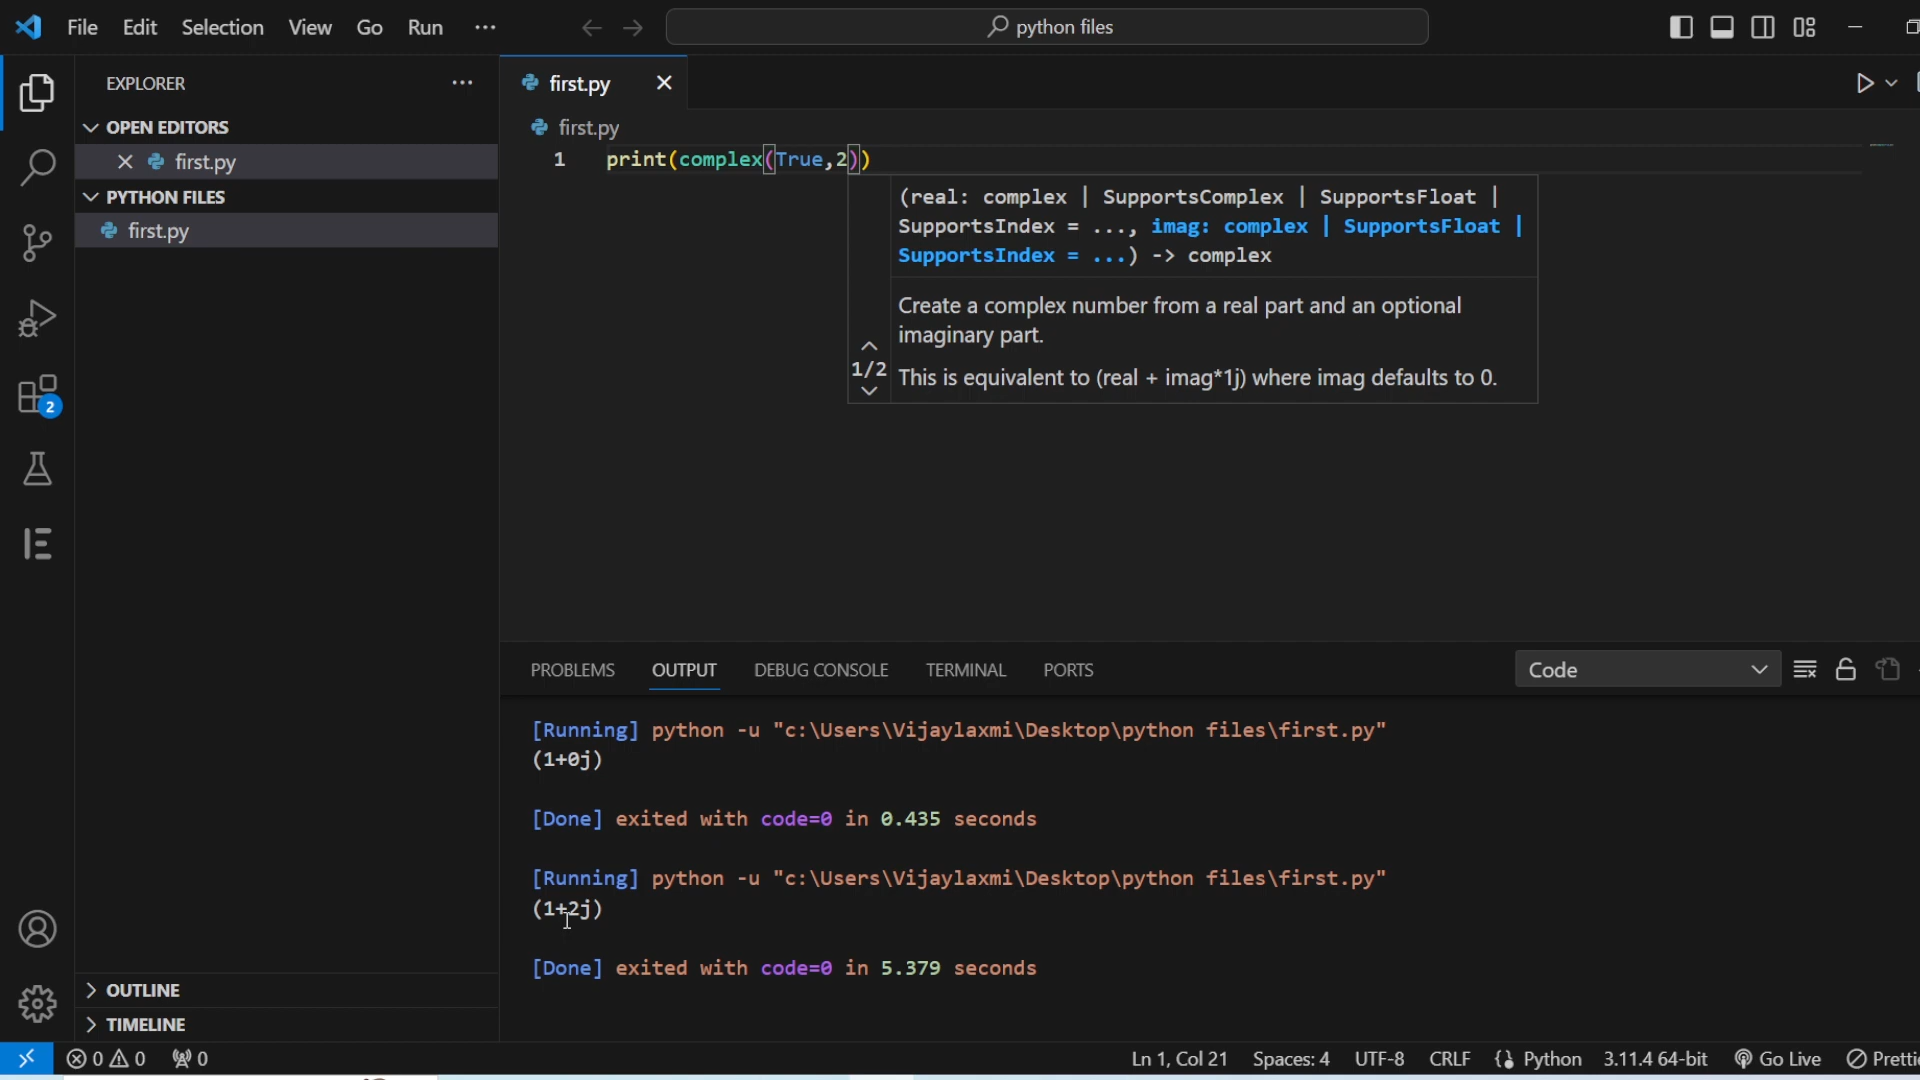 File Edit Selection View Go Run ···
python files
EXPLORER ···
OPEN EDITORS
first.py
PYTHON FILES
first.py
2
OUTLINE
TIMELINE
first.py
first.py
1 print(complex(True,2))
(real: complex | SupportsComplex | SupportsFloat |
SupportsIndex = ..., imag: complex | SupportsFloat |
SupportsIndex = ...) -> complex
Create a complex number from a real part and an optional
imaginary part.
1/2
This is equivalent to (real + imag*1j) where imag defaults to 0.
PROBLEMS OUTPUT DEBUG CONSOLE TERMINAL PORTS Code
[Running] python -u "c:\Users\Vijaylaxmi\Desktop\python files\first.py"
(1+0j)
[Done] exited with code=0 in 0.435 seconds
[Running] python -u "c:\Users\Vijaylaxmi\Desktop\python files\first.py"
(1+2j)
[Done] exited with code=0 in 5.379 seconds
0 0 0 Ln 1, Col 21 Spaces: 4 UTF-8 CRLF Python 3.11.4 64-bit Go Live